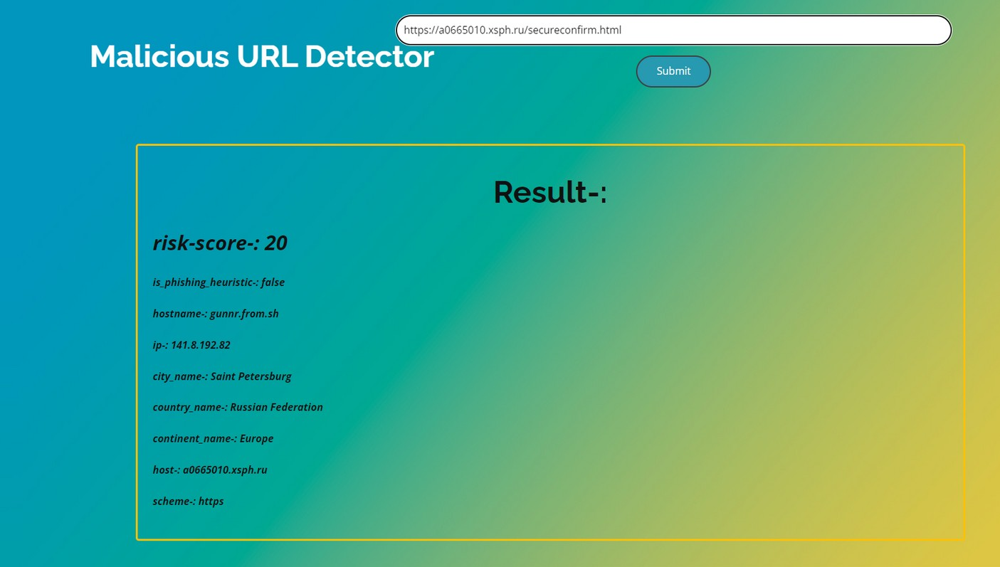 https://a0665010.xsph.ru/secureconfirm.html
Malicious URL Detector
Submit
Result-:
risk-score-: 20
is_phishing_heuristic-: false
hostname-: gunnr.from.sh
ip-: 141.8.192.82
city_name-: Saint Petersburg
country_name-: Russian Federation
continent_name-: Europe
host-: a0665010.xsph.ru
scheme-: https